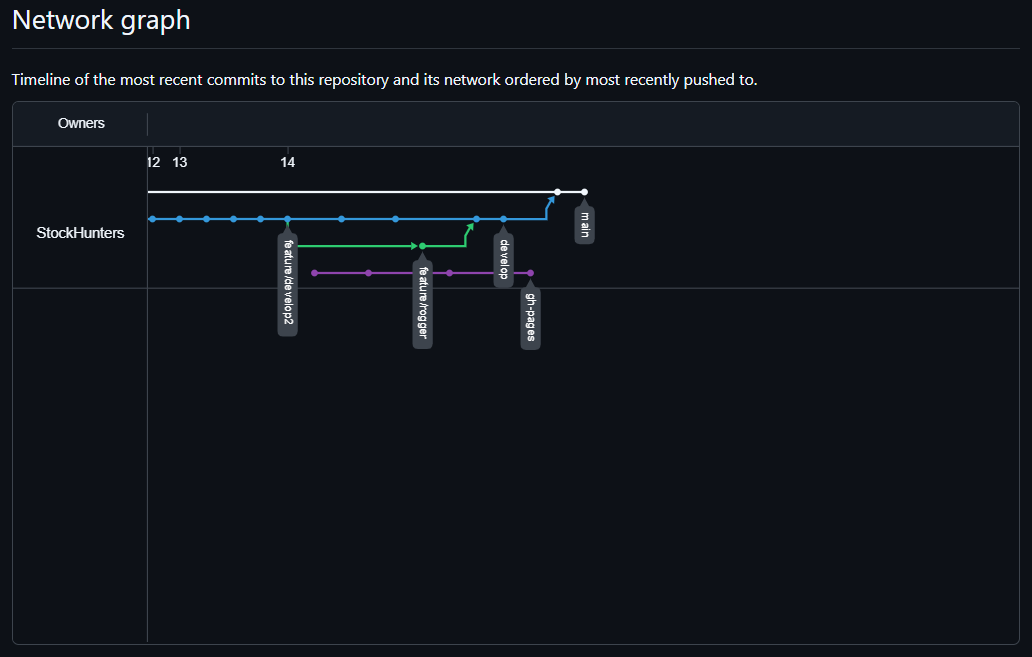 Network graph
Timeline of the most recent commits to this repository and its network ordered by most recently pushed to.
Owners
12 13 14
StockHunters
main
develop
feature/develop2
feature/rogger
gh-pages